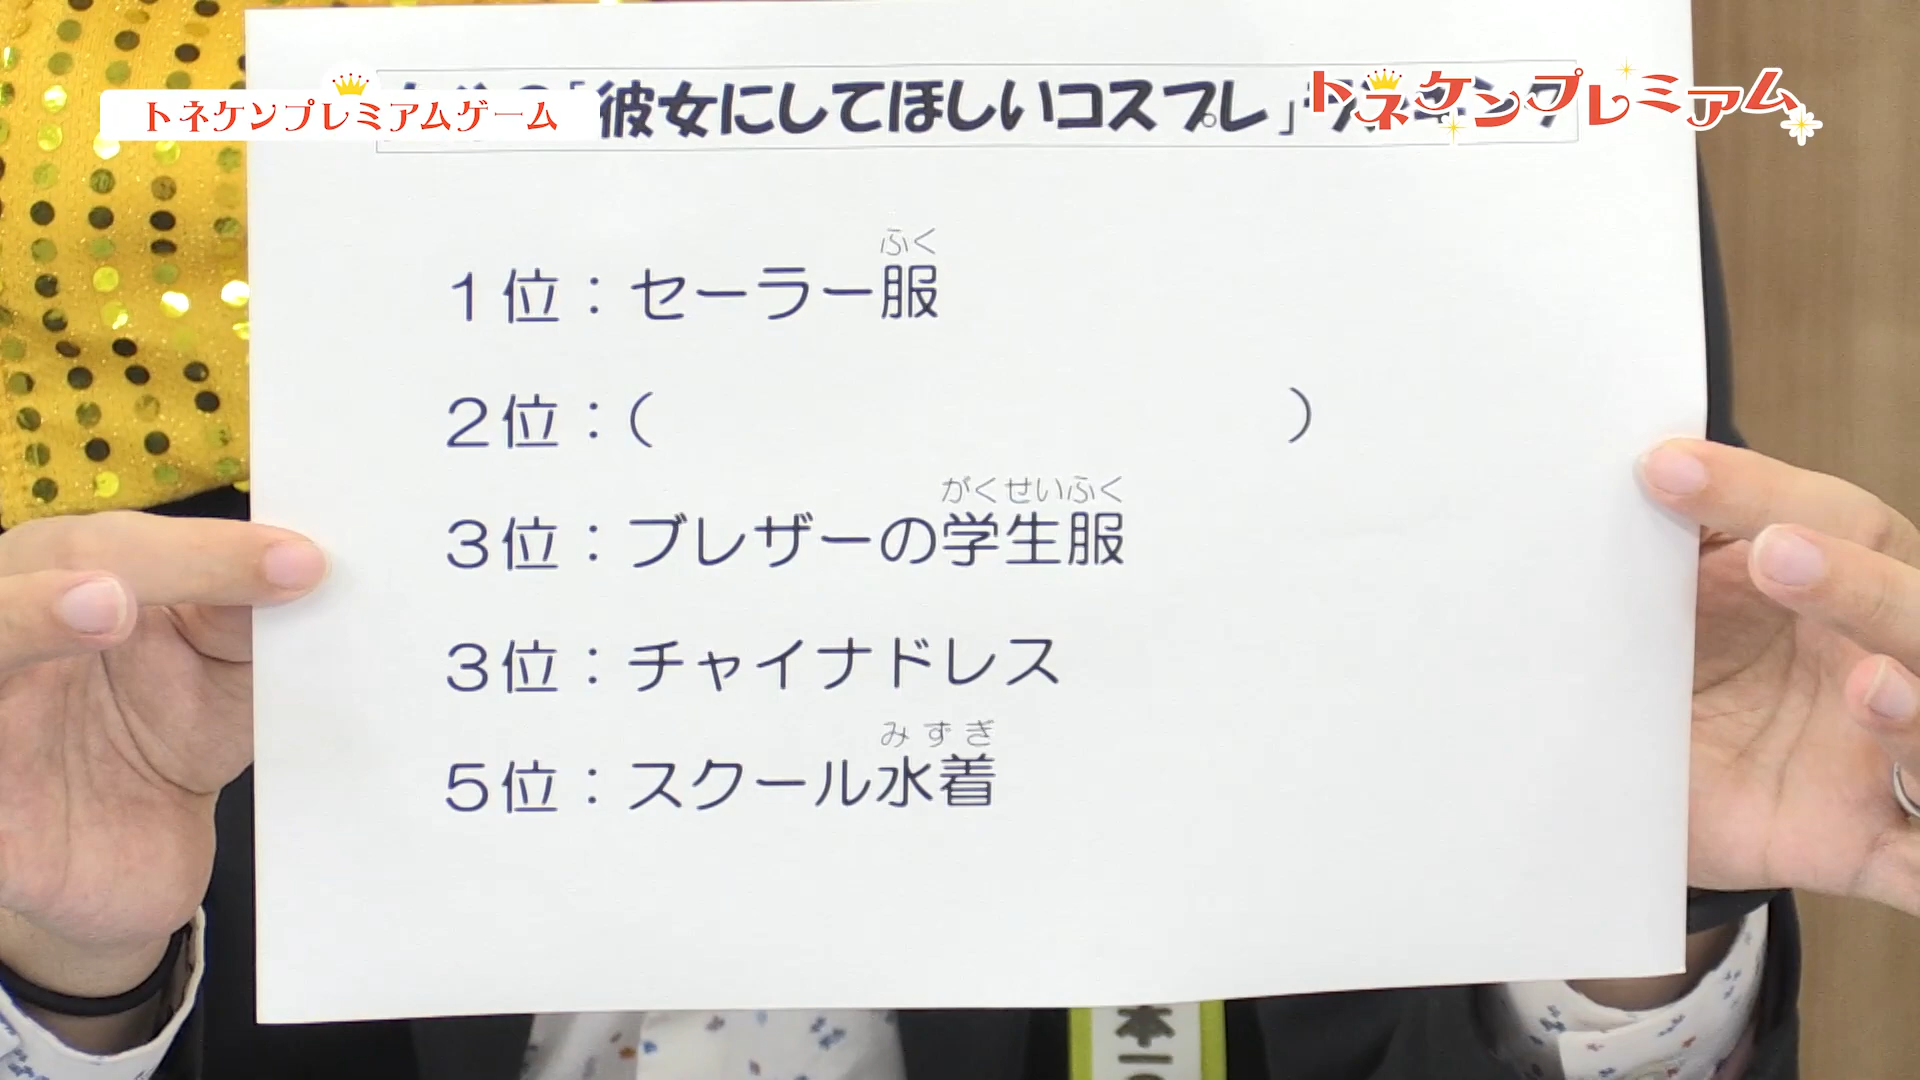 トネケンプレミアムゲーム
「彼女にしてほしいコスプレ」
トネケンプレミアム
ふく
1位：セーラー服
2位：(　　　　　　　　　　)
がくせいふく
3位：ブレザーの学生服
3位：チャイナドレス
みずぎ
5位：スクール水着
本一